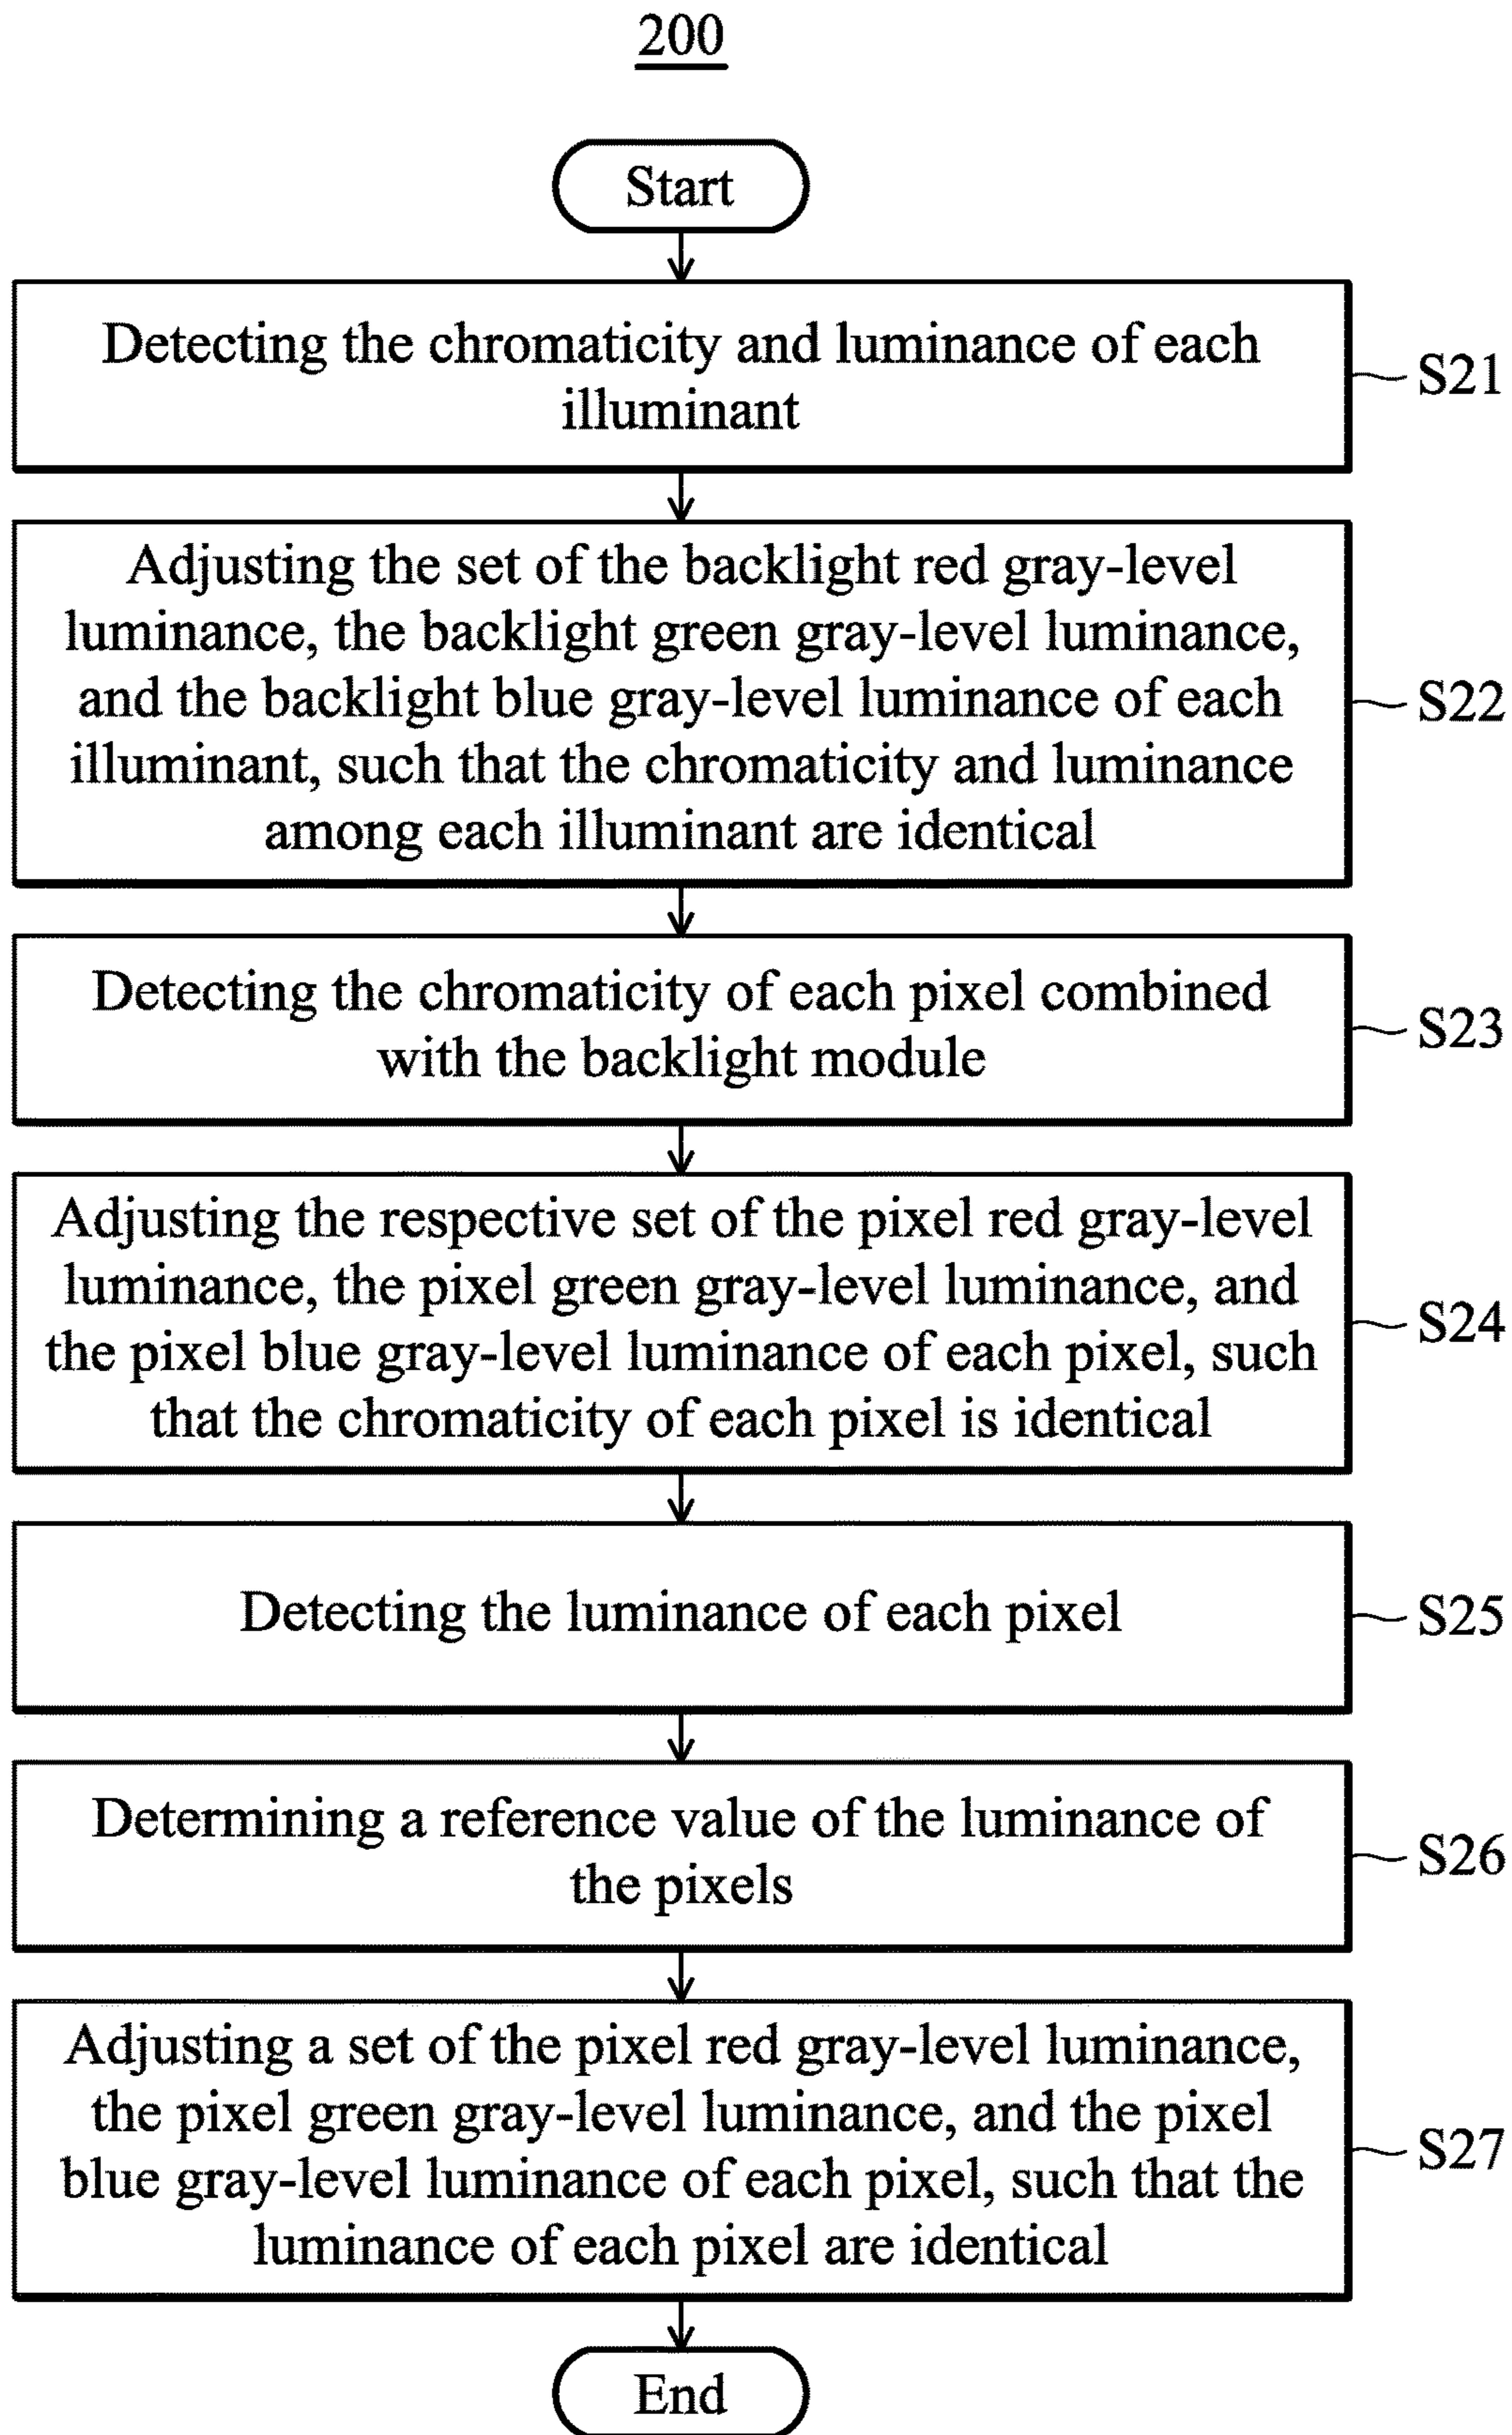 200
Start
Detecting the chromaticity and luminance of each
illuminant
S21
Adjusting the set of the backlight red gray-level
luminance, the backlight green gray-level luminance,
and the backlight blue gray-level luminance of each
illuminant, such that the chromaticity and luminance
among each illuminant are identical
S22
Detecting the chromaticity of each pixel combined
with the backlight module
S23
Adjusting the respective set of the pixel red gray-level
luminance, the pixel green gray-level luminance, and
the pixel blue gray-level luminance of each pixel, such
that the chromaticity of each pixel is identical
S24
Detecting the luminance of each pixel
S25
Determining a reference value of the luminance of
the pixels
S26
Adjusting a set of the pixel red gray-level luminance,
the pixel green gray-level luminance, and the pixel
blue gray-level luminance of each pixel, such that the
luminance of each pixel are identical
S27
End